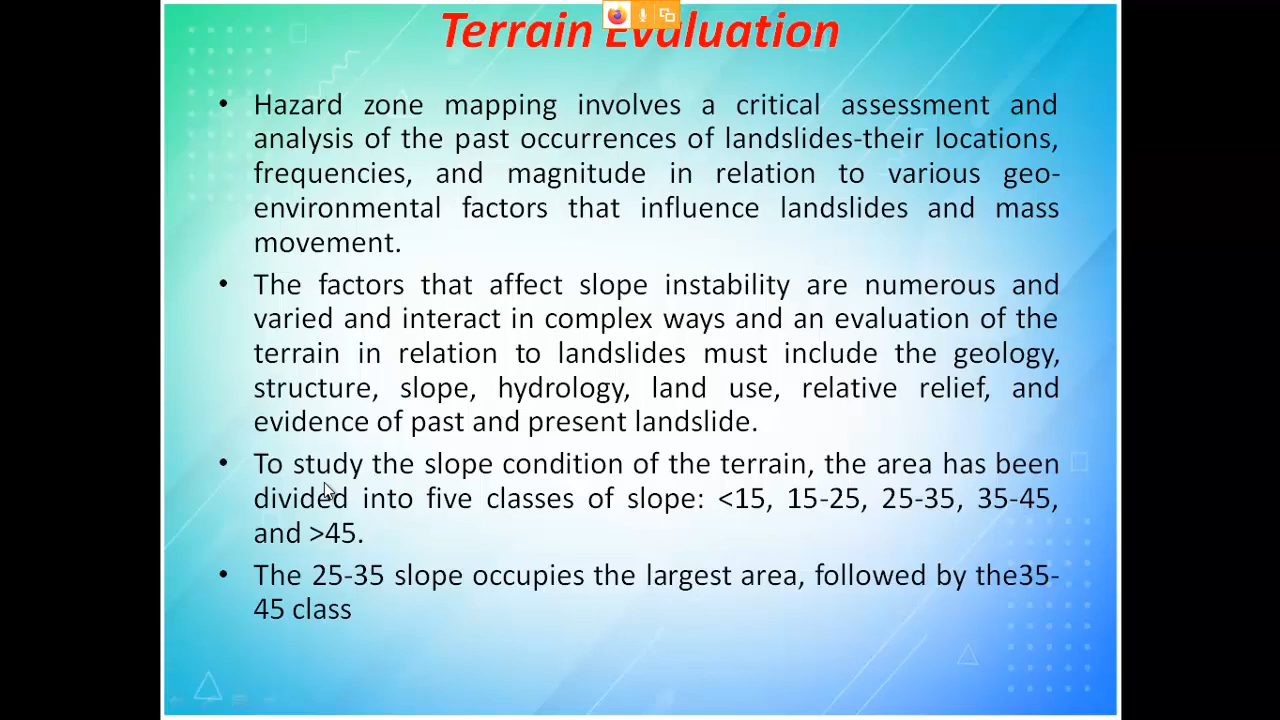 Terrain Evaluation
• Hazard zone mapping involves a critical assessment and
analysis of the past occurrences of landslides-their locations,
frequencies, and magnitude in relation to various geo-
environmental factors that influence landslides and mass
movement.
• The factors that affect slope instability are numerous and
varied and interact in complex ways and an evaluation of the
terrain in relation to landslides must include the geology,
structure, slope, hydrology, land use, relative relief, and
evidence of past and present landslide.
• To study the slope condition of the terrain, the area has been
divided into five classes of slope: <15, 15-25, 25-35, 35-45,
and >45.
• The 25-35 slope occupies the largest area, followed by the35-
45 class